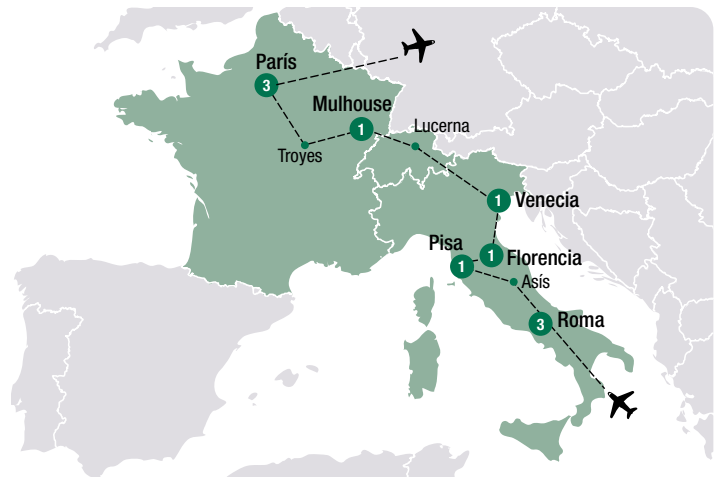 París
3
Mulhouse
1
Lucerna
Troyes
1 Venecia
Pisa
1 Florencia
1
Asís
3 Roma